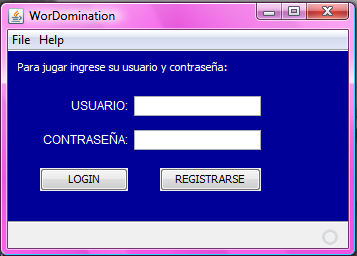 WorDomination
File Help
Para jugar ingrese su usuario y contraseña:
USUARIO:
CONTRASEÑA:
LOGIN REGISTRARSE